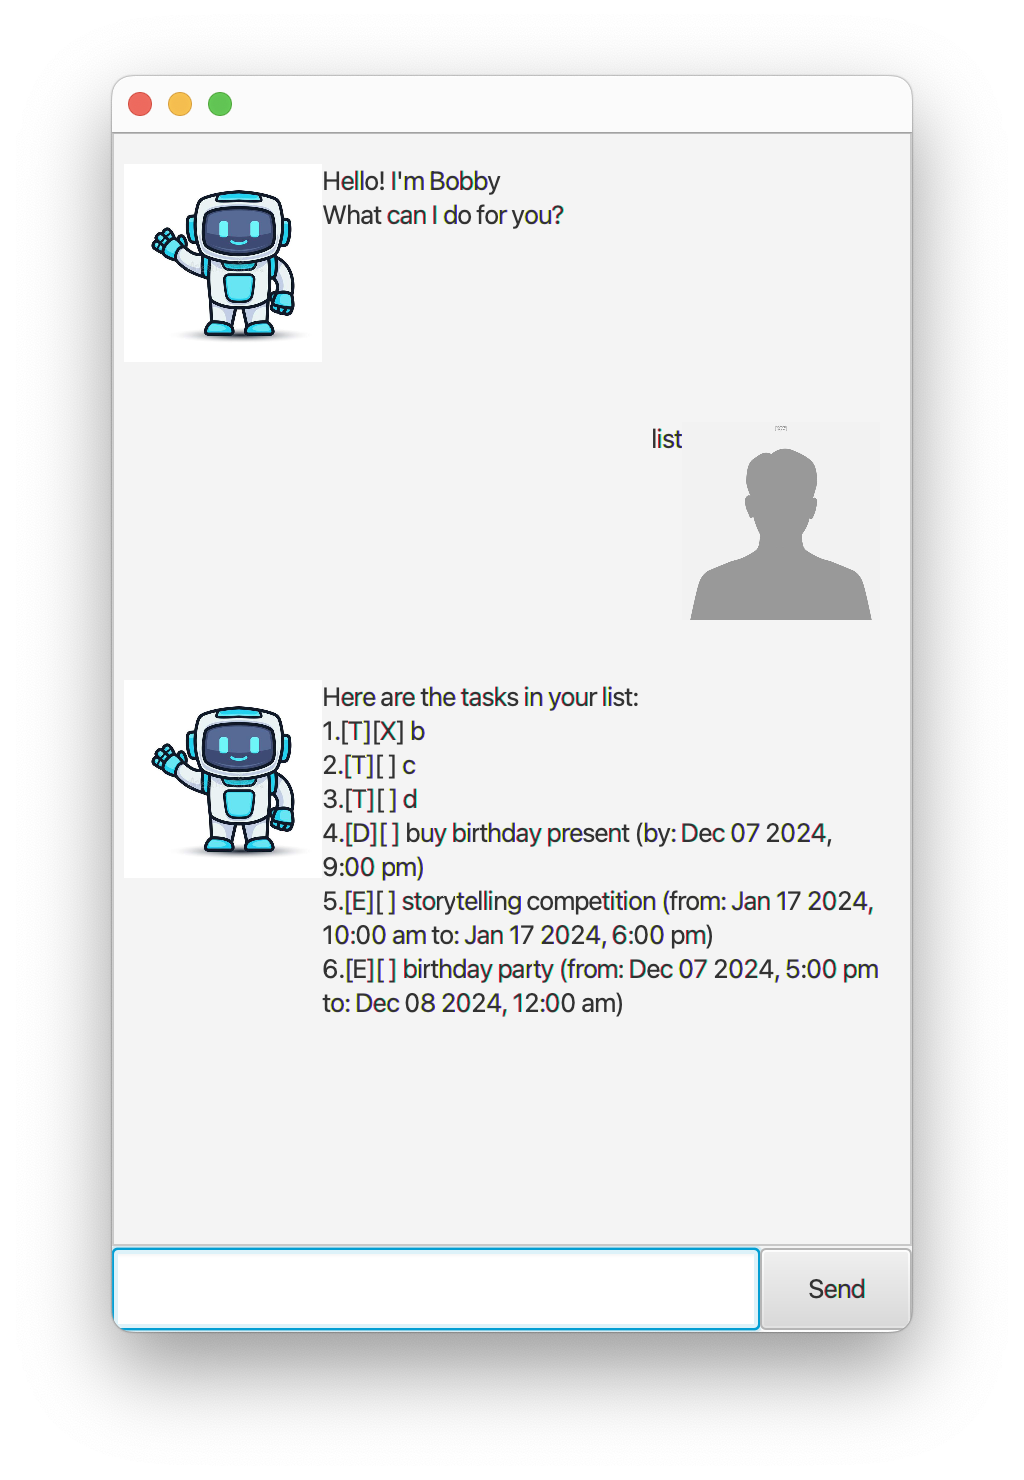 Hello! I'm Bobby
What can I do for you?
list
Here are the tasks in your list:
1.[T][X] b
2.[T][ ] c
3.[T][ ] d
4.[D][ ] buy birthday present (by: Dec 07 2024,
9:00 pm)
5.[E][ ] storytelling competition (from: Jan 17 2024,
10:00 am to: Jan 17 2024, 6:00 pm)
6.[E][ ] birthday party (from: Dec 07 2024, 5:00 pm
to: Dec 08 2024, 12:00 am)
Send